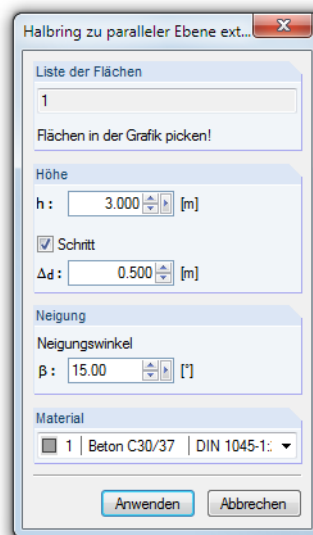 Halbring zu paralleler Ebene ext...
Liste der Flächen
1
Flächen in der Grafik picken!
Höhe
h : 3.000 [m]
Schritt
Δd : 0.500 [m]
Neigung
Neigungswinkel
β : 15.00 [°]
Material
1 Beton C30/37 DIN 1045-1:
Anwenden Abbrechen